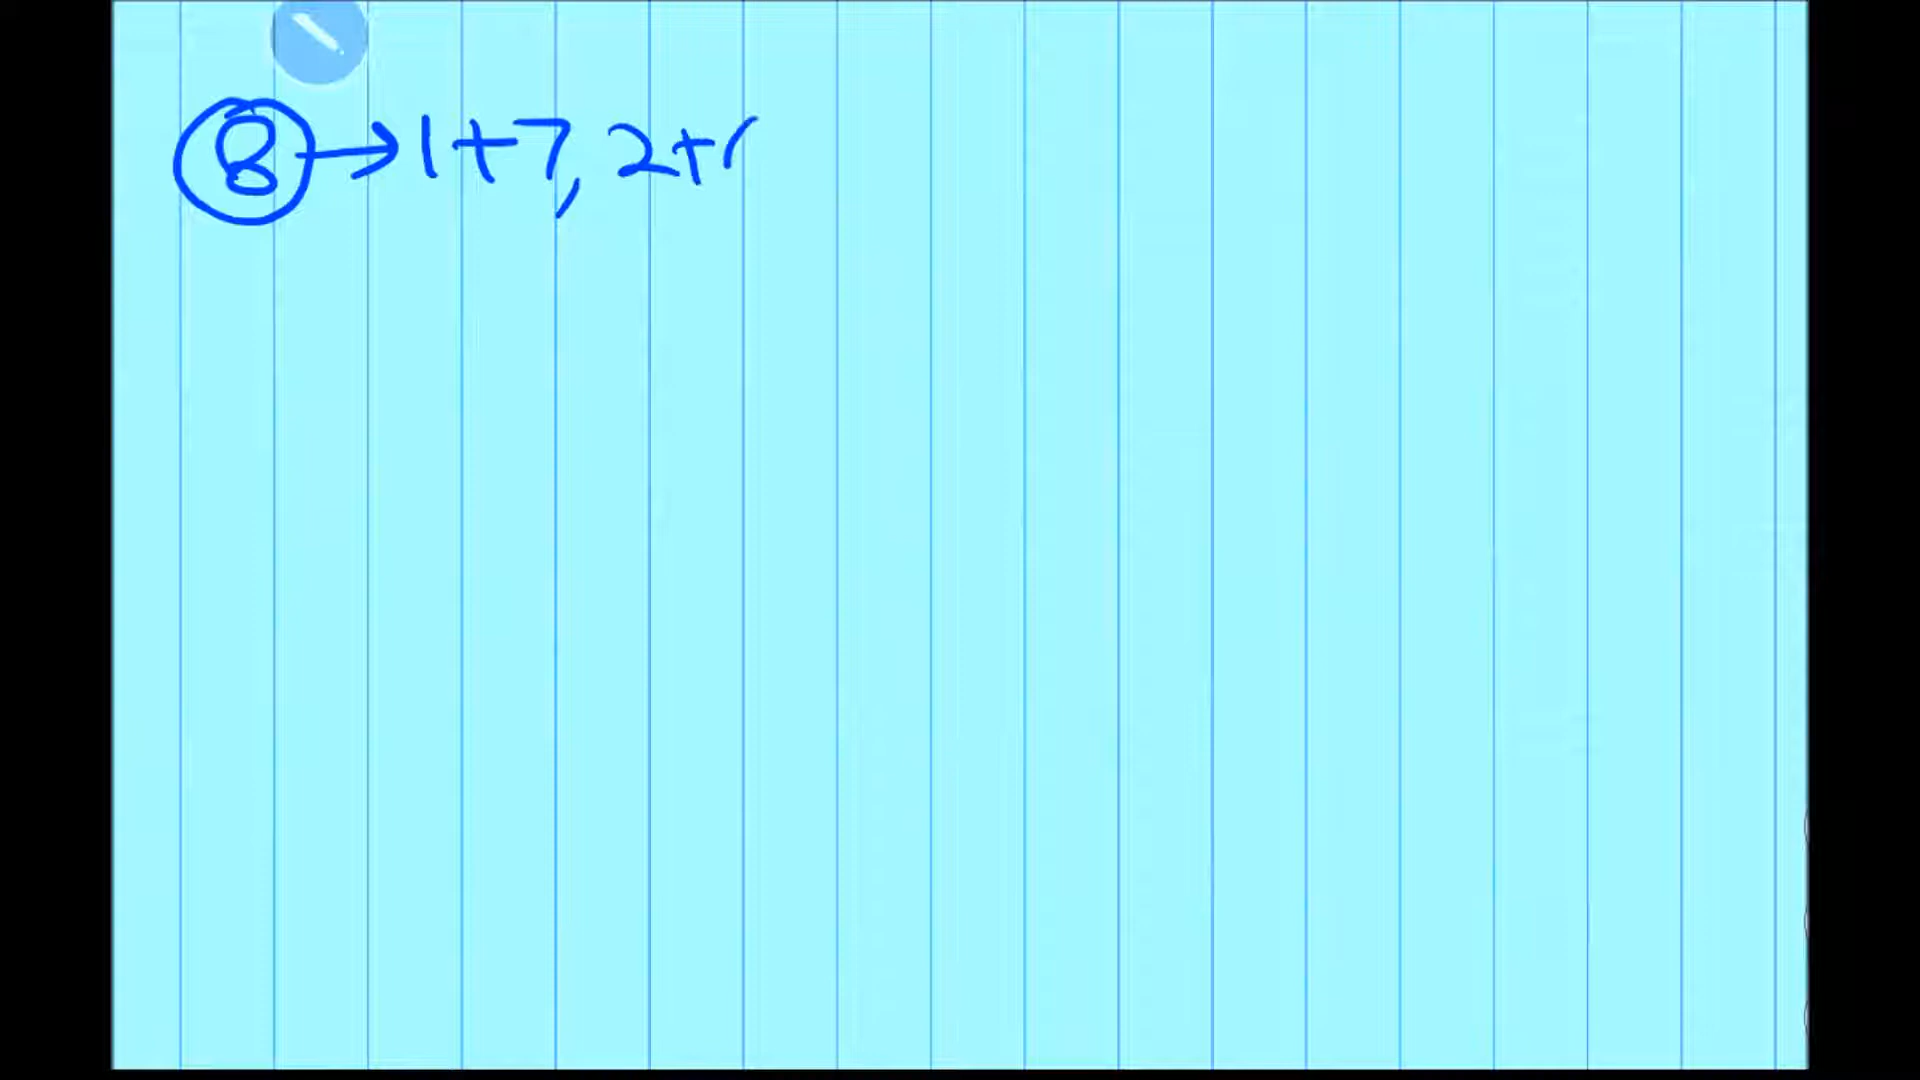 8 → 1+7, 2+